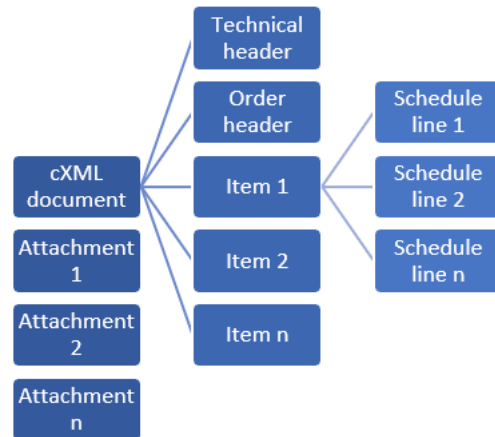 Technical
header
Order
header
Schedule
line 1
cXML
document
Item 1
Schedule
line 2
Attachment
1
Item 2
Schedule
line n
Attachment
2
Item n
Attachment
n